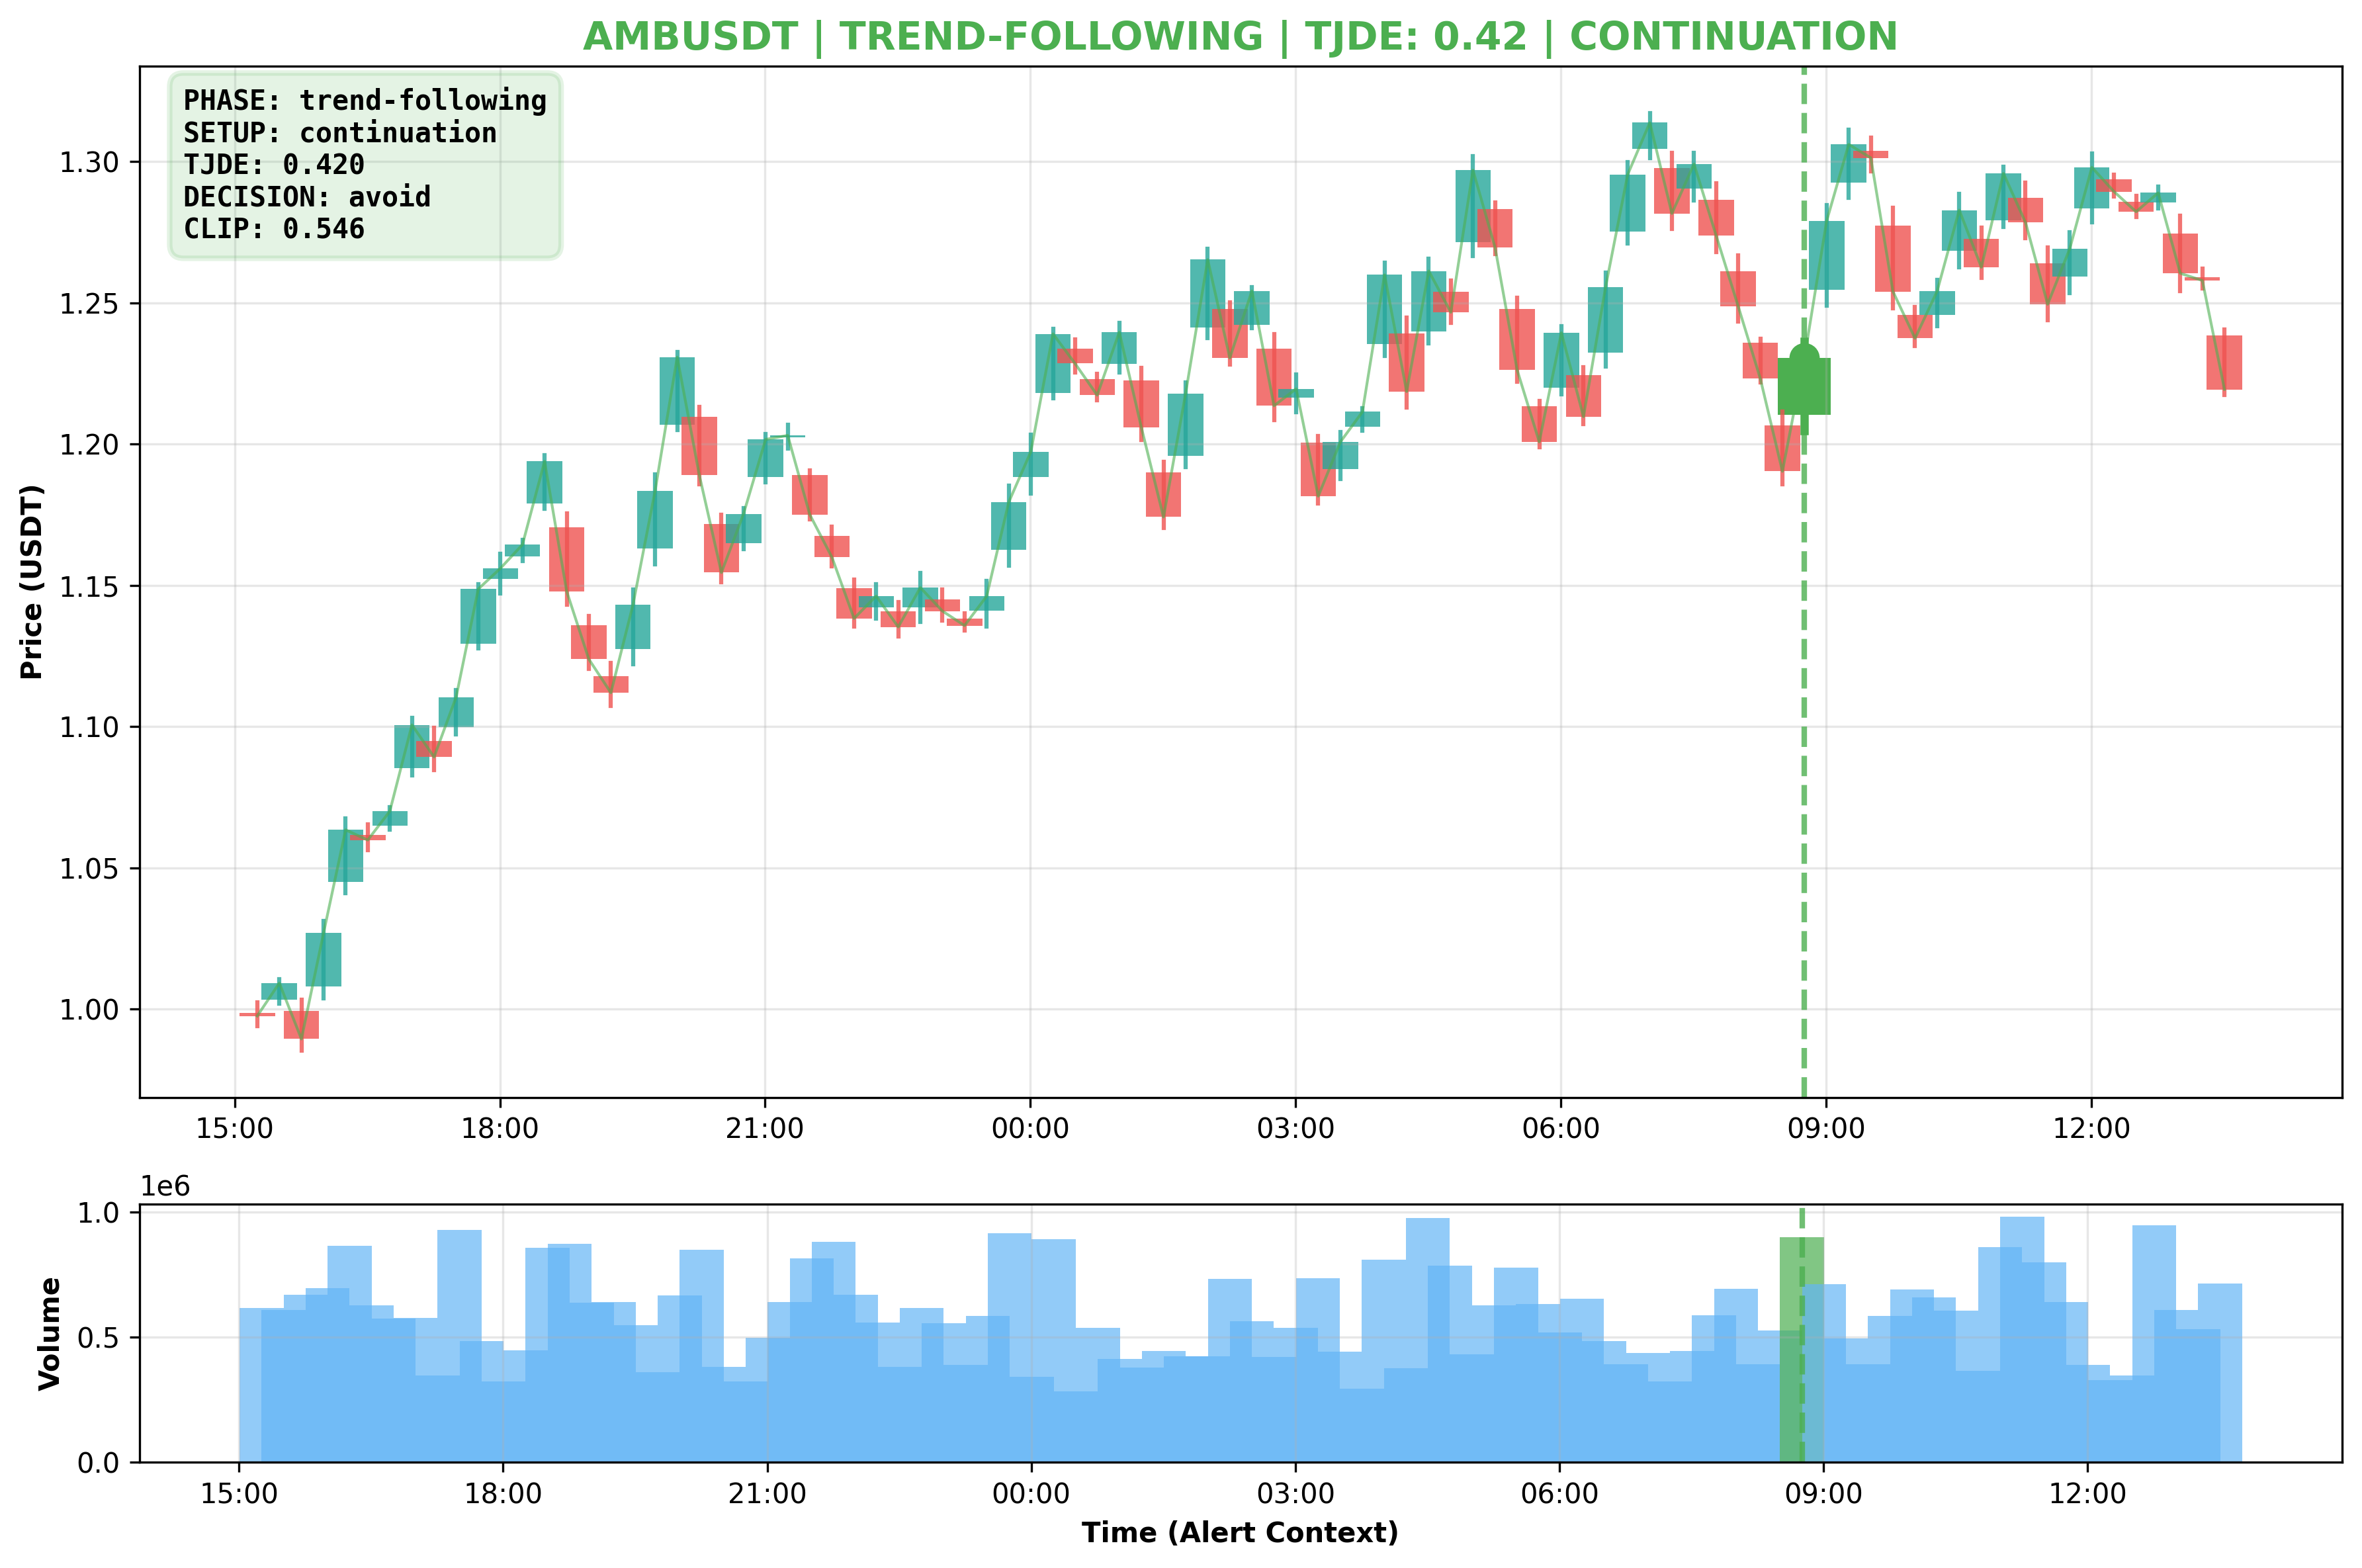 AMBUSDT | TREND-FOLLOWING | TJDE: 0.42 | CONTINUATION
PHASE: trend-following
SETUP: continuation
TJDE: 0.420
DECISION: avoid
CLIP: 0.546
Price (USDT)
1.30
1.25
1.20
1.15
1.10
1.05
1.00
15:00 18:00 21:00 00:00 03:00 06:00 09:00 12:00
1e6
Volume
1.0
0.5
0.0
15:00 18:00 21:00 00:00 03:00 06:00 09:00 12:00
Time (Alert Context)